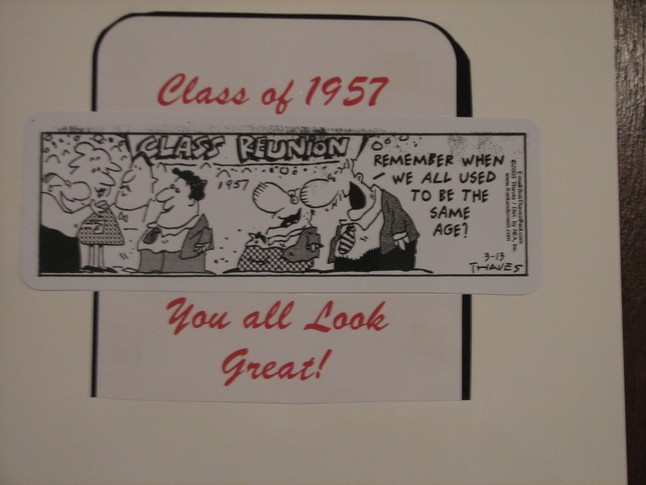 Class of 1957
CLASS REUNION
1957
REMEMBER WHEN
WE ALL USED
TO BE THE
SAME
AGE?
3-13
THAVES
You all Look
Great!